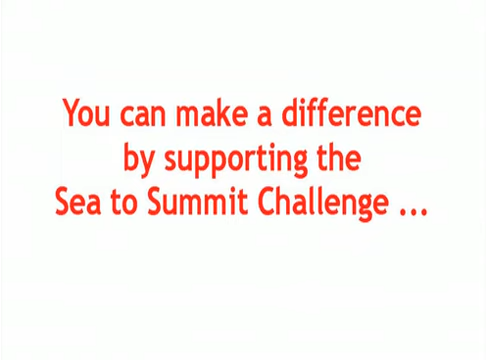 You can make a difference
by supporting the
Sea to Summit Challenge ...